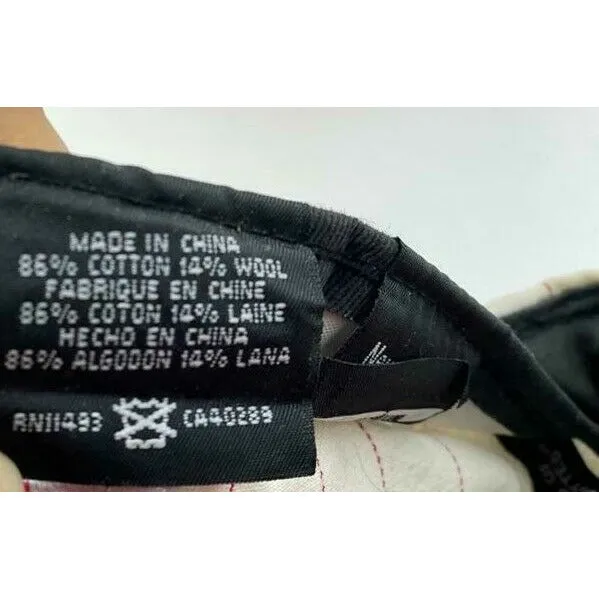 MADE IN CHINA
86% COTTON 14% WOOL
FABRIQUE EN CHINE
86% COTON 14% LAINE
HECHO EN CHINA
86% ALGODON 14% LANA
RN11493 CA40289